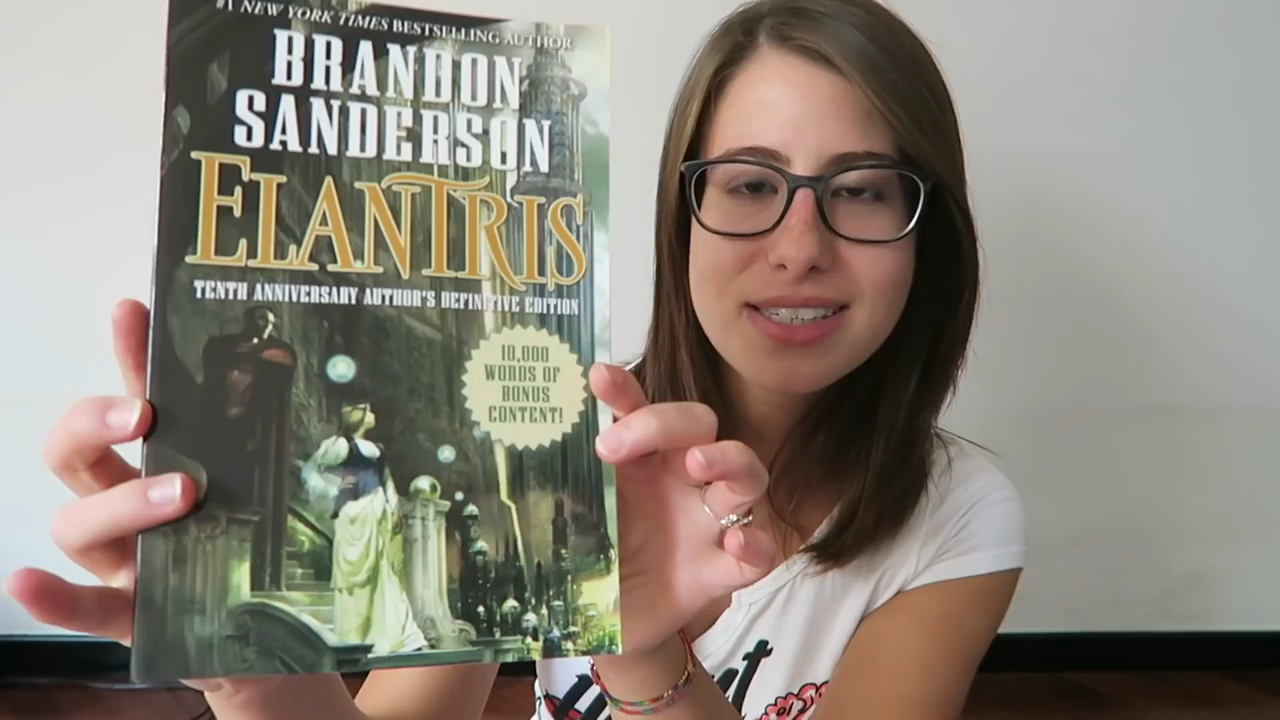 #1 NEW YORK TIMES BESTSELLING AUTHOR
BRANDON
SANDERSON
ELANTRIS
TENTH ANNIVERSARY AUTHOR'S DEFINITIVE EDITION
10,000
WORDS OF
BONUS
CONTENT!